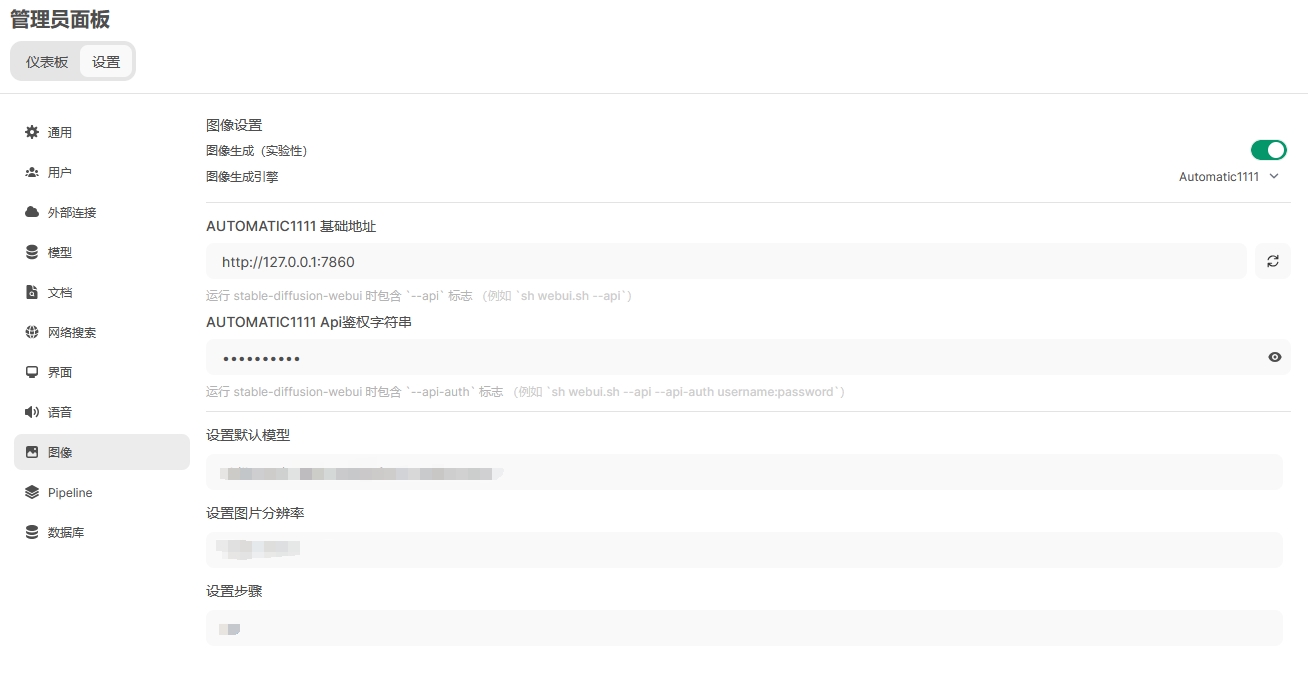 管理员面板
仪表板 设置
通用
用户
外部连接
模型
文档
网络搜索
界面
语音
图像
Pipeline
数据库
图像设置
图像生成（实验性）
图像生成引擎 Automatic1111
AUTOMATIC1111 基础地址
http://127.0.0.1:7860
运行 stable-diffusion-webui 时包含 `--api` 标志 （例如 `sh webui.sh --api`）
AUTOMATIC1111 Api鉴权字符串
••••••••••
运行 stable-diffusion-webui 时包含 `--api-auth` 标志 （例如 `sh webui.sh --api --api-auth username:password`）
设置默认模型
设置图片分辨率
设置步骤